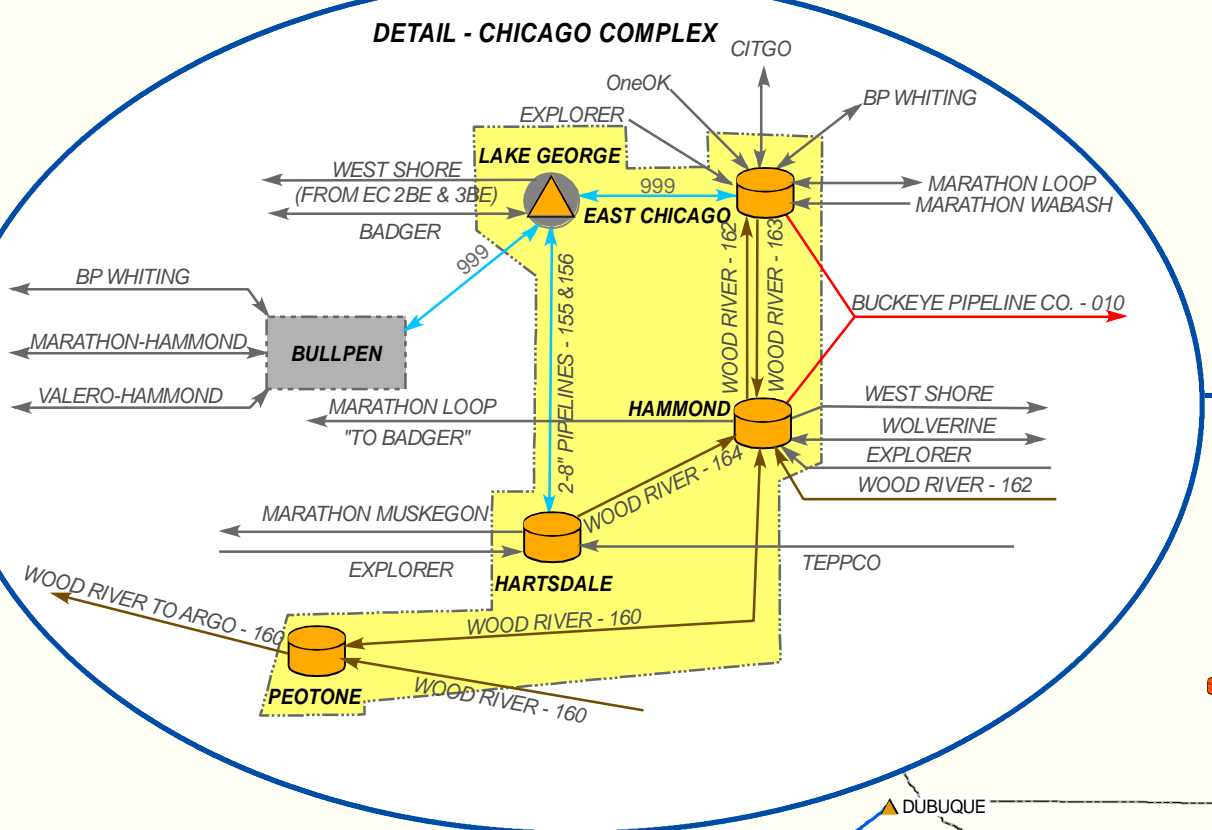 DETAIL - CHICAGO COMPLEX
CITGO
OneOK
BP WHITING
EXPLORER
LAKE GEORGE
WEST SHORE
(FROM EC 2BE & 3BE)
999
MARATHON LOOP
MARATHON WABASH
EAST CHICAGO
BADGER
999
BP WHITING
WOOD RIVER - 162
WOOD RIVER - 163
2-8" PIPELINES - 155 & 156
BUCKEYE PIPELINE CO. - 010
MARATHON-HAMMOND
BULLPEN
VALERO-HAMMOND
MARATHON LOOP
"TO BADGER"
HAMMOND
WEST SHORE
WOLVERINE
EXPLORER
WOOD RIVER - 162
WOOD RIVER - 164
MARATHON MUSKEGON
EXPLORER
TEPPCO
HARTSDALE
WOOD RIVER TO ARGO - 160
WOOD RIVER - 160
PEOTONE
WOOD RIVER - 160
DUBUQUE